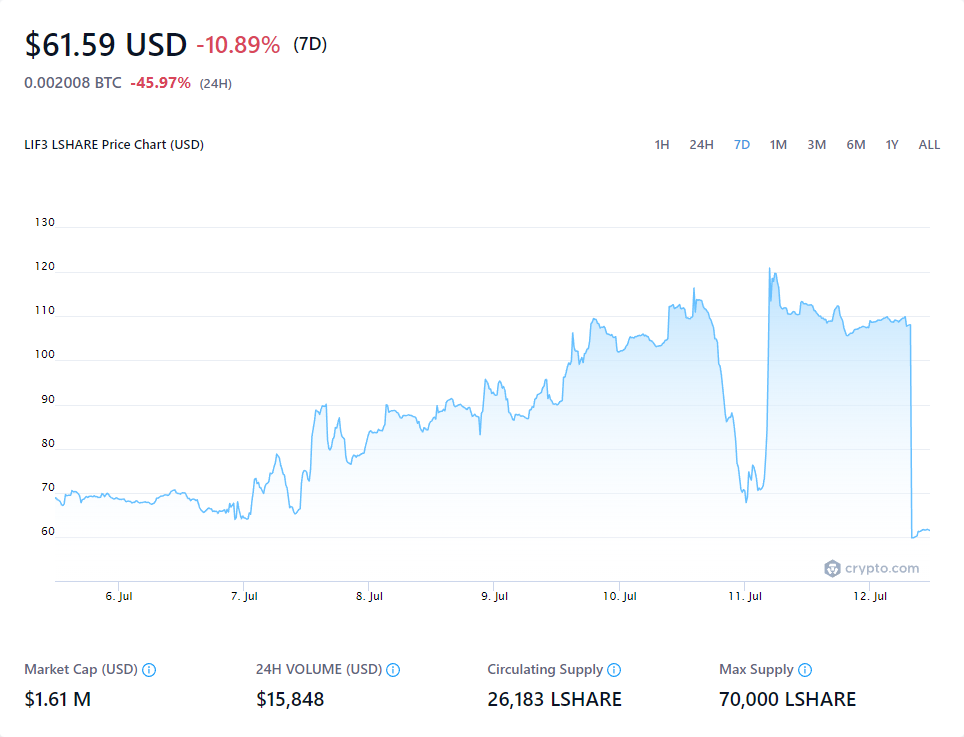 $61.59 USD -10.89% (7D)
0.002008 BTC -45.97% (24H)
LIF3 LSHARE Price Chart (USD)
1H 24H 7D 1M 3M 6M 1Y ALL
130
120
110
100
90
80
70
60
crypto.com
6. Jul 7. Jul 8. Jul 9. Jul 10. Jul 11. Jul 12. Jul
Market Cap (USD) 24H VOLUME (USD) Circulating Supply Max Supply
$1.61 M $15,848 26,183 LSHARE 70,000 LSHARE